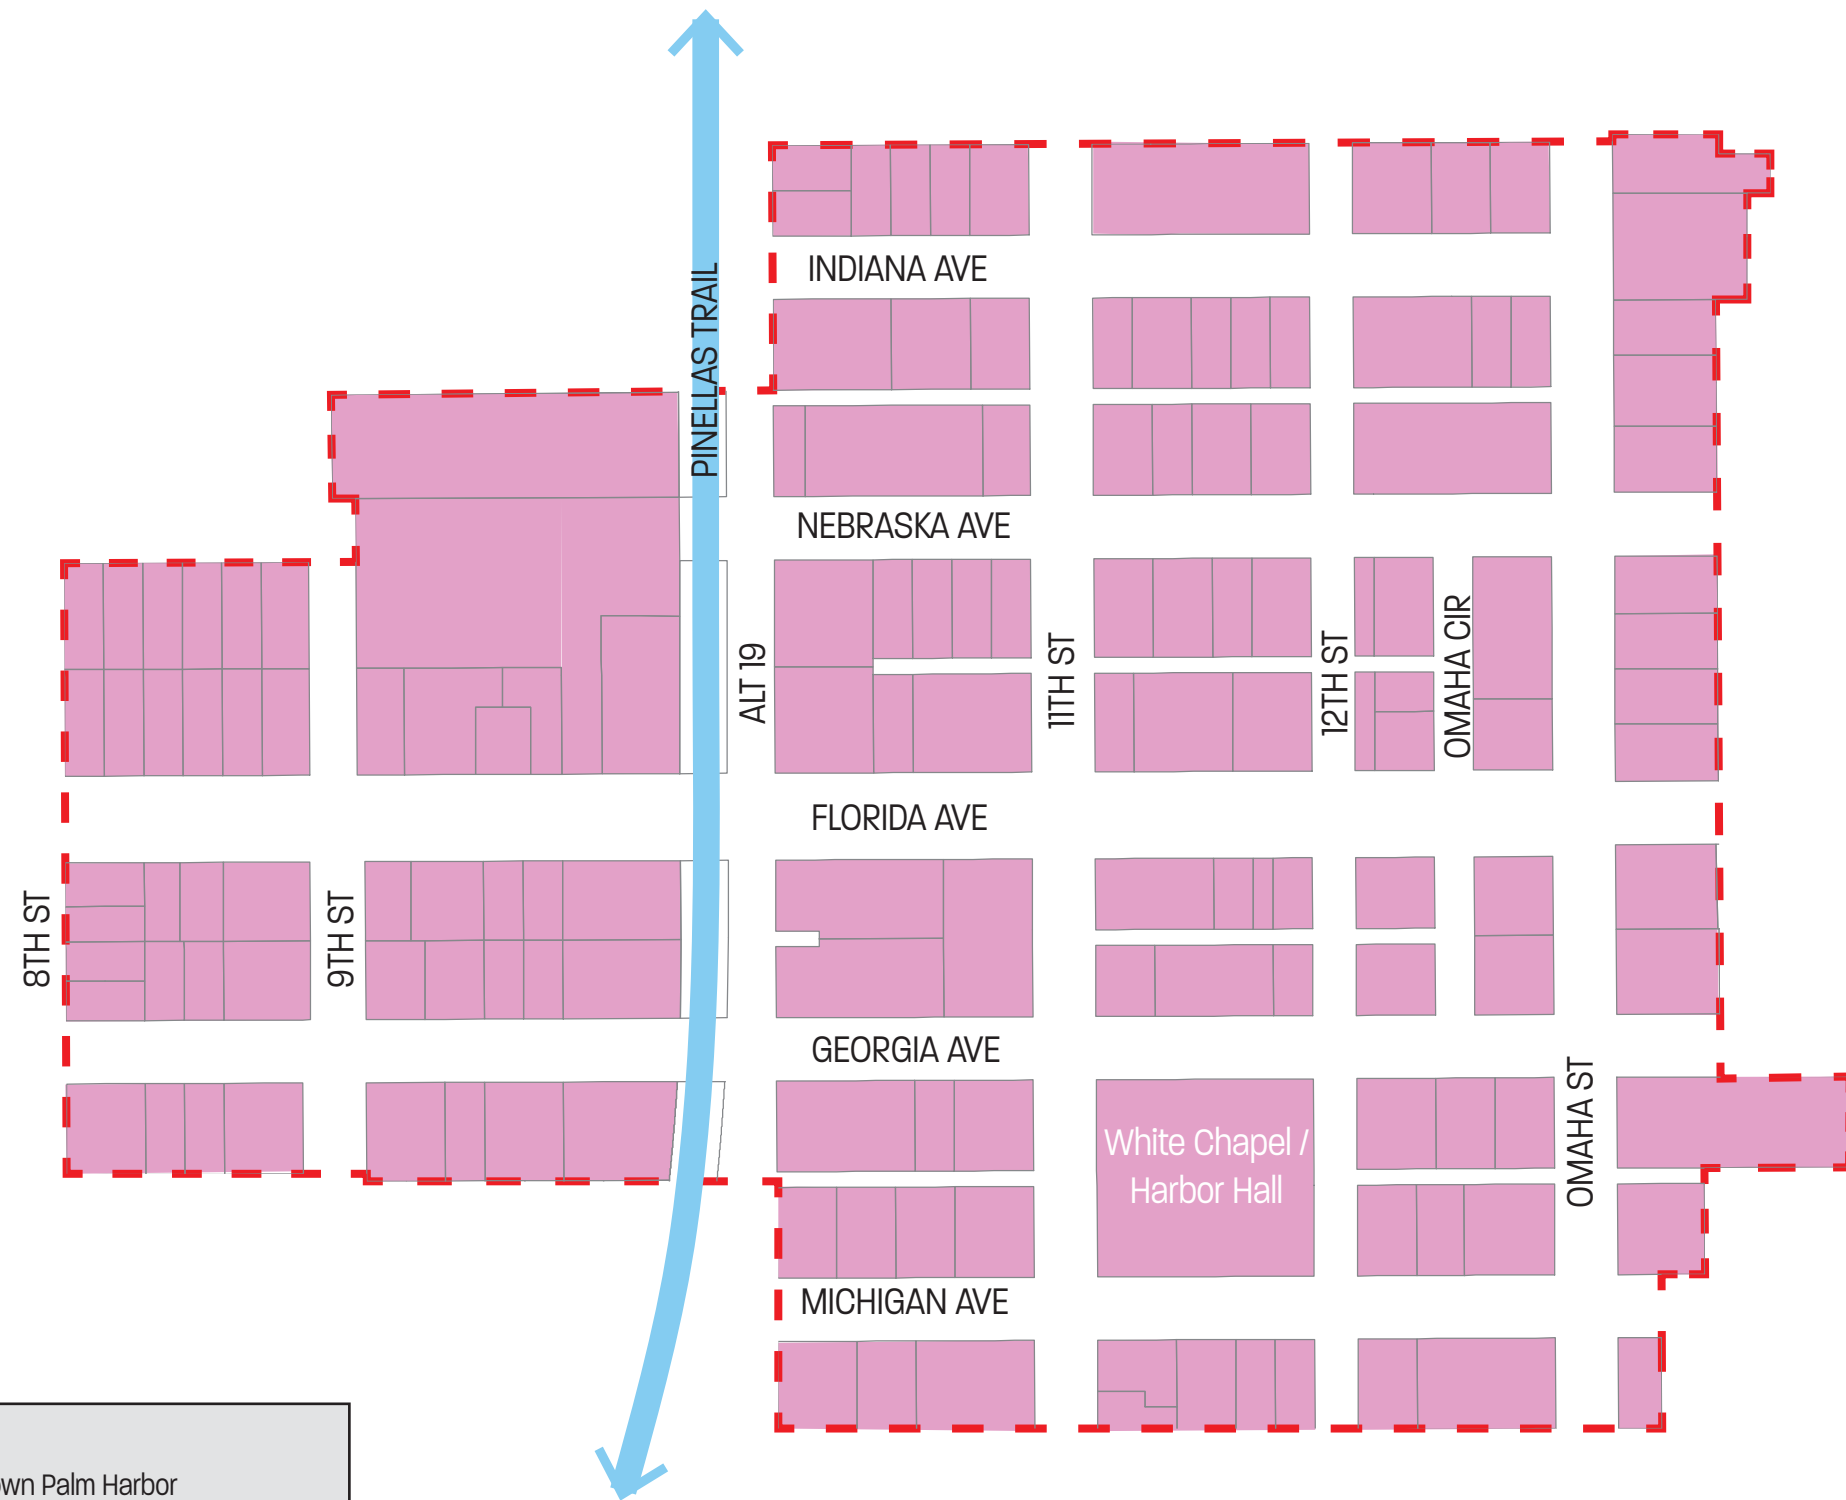 PINELLAS TRAIL
INDIANA AVE
NEBRASKA AVE
ALT 19
11TH ST
12TH ST
OMAHA CIR
FLORIDA AVE
8TH ST
9TH ST
GEORGIA AVE
OMAHA ST
White Chapel /
Harbor Hall
MICHIGAN AVE
Palm Harbor